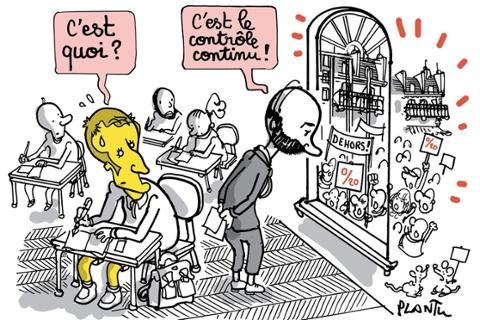 C'est
quoi ?
C'est le
contrôle
continu !
DEHORS !
0/20
0/20
PLANTU